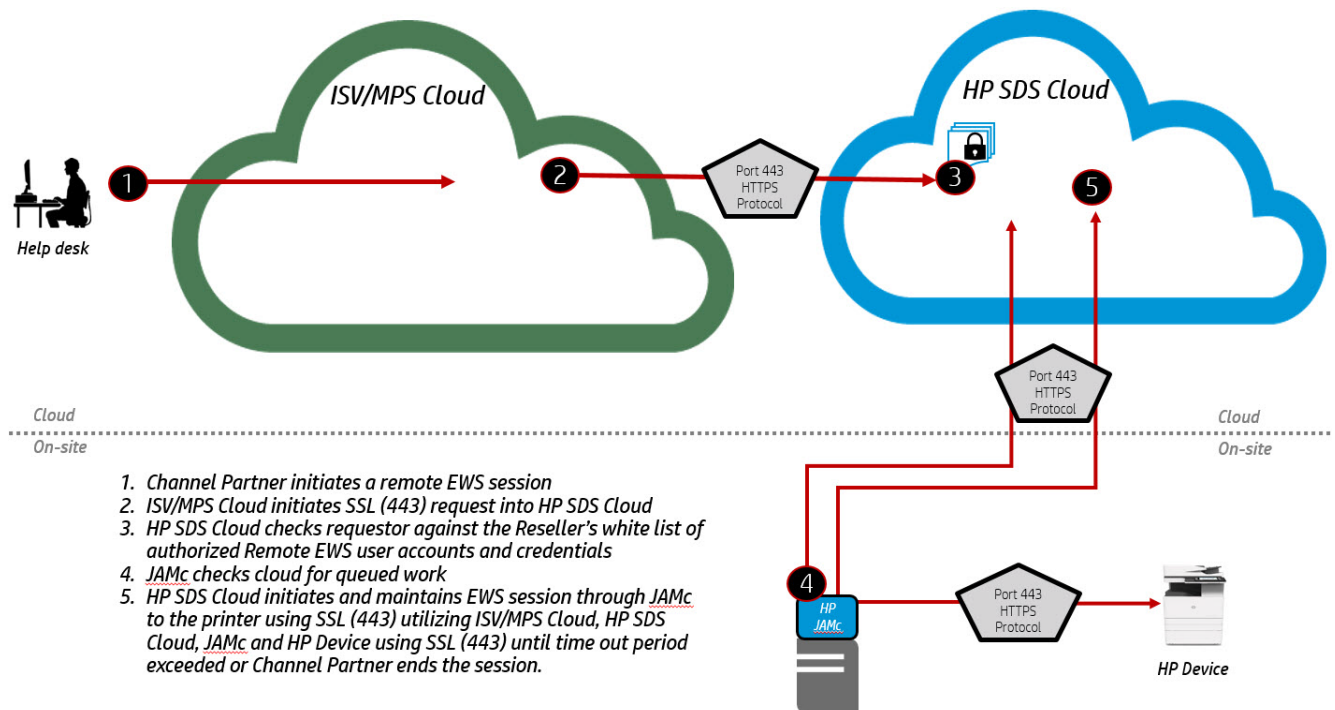 ISV/MPS Cloud
HP SDS Cloud
1
2
Port 443
HTTPS
Protocol
3
5
Help desk
Port 443
HTTPS
Protocol
Cloud
Cloud
On-site
On-site
1. Channel Partner initiates a remote EWS session
2. ISV/MPS Cloud initiates SSL (443) request into HP SDS Cloud
3. HP SDS Cloud checks requestor against the Reseller's white list of
authorized Remote EWS user accounts and credentials
4. JAMc checks cloud for queued work
5. HP SDS Cloud initiates and maintains EWS session through JAMc
to the printer using SSL (443) utilizing ISV/MPS Cloud, HP SDS
Cloud, JAMc and HP Device using SSL (443) until time out period
exceeded or Channel Partner ends the session.
4
HP
JAMc
Port 443
HTTPS
Protocol
HP Device